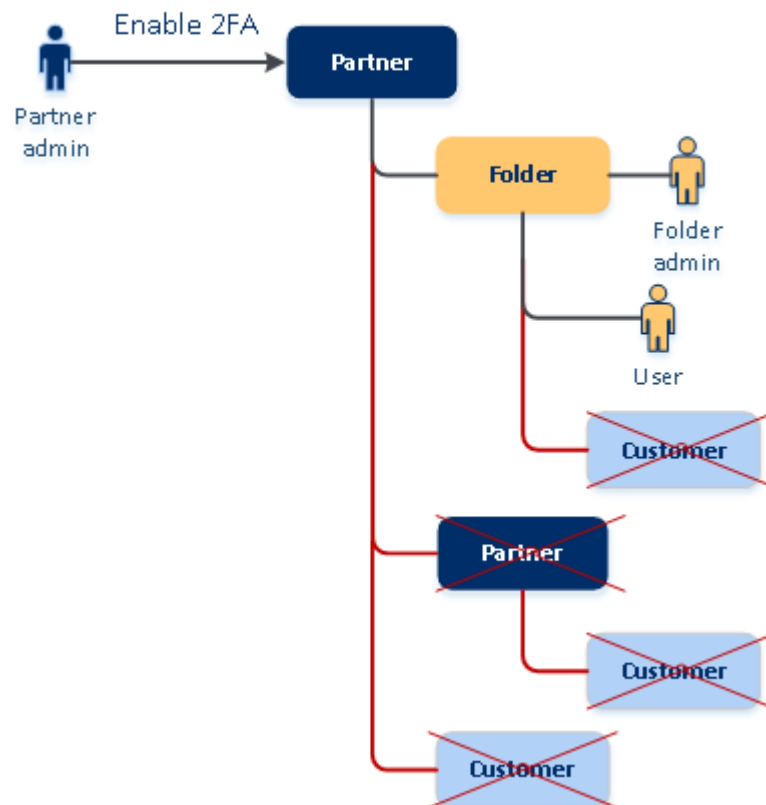 Enable 2FA
Partner
Partner
admin
Folder
Folder
admin
User
Customer
Partner
Customer
Customer